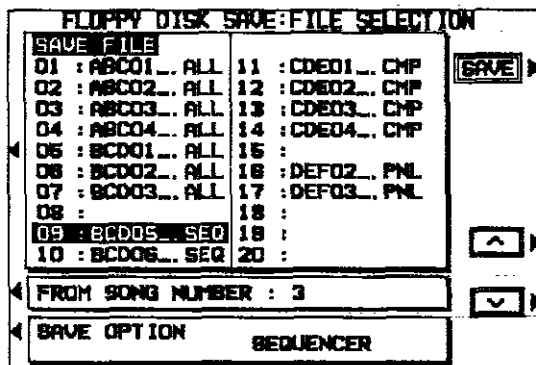 FLOPPY DISK SAVE:FILE SELECTION
SAVE FILE
01 :ABC01_. ALL
02 :ABC02_. ALL
03 :ABC03_. ALL
04 :ABC04_. ALL
05 :BCD01_. ALL
06 :BCD02_. ALL
07 :BCD03_. ALL
08 :
09 :BCD05_. SEQ
10 :BCD06_. SEQ
11 :CDE01_. CMP
12 :CDE02_. CMP
13 :CDE03_. CMP
14 :CDE04_. CMP
15 :
16 :DEF02_. PNL
17 :DEF03_. PNL
18 :
19 :
20 :
SAVE
FROM SONG NUMBER : 3
SAVE OPTION
SEQUENCER